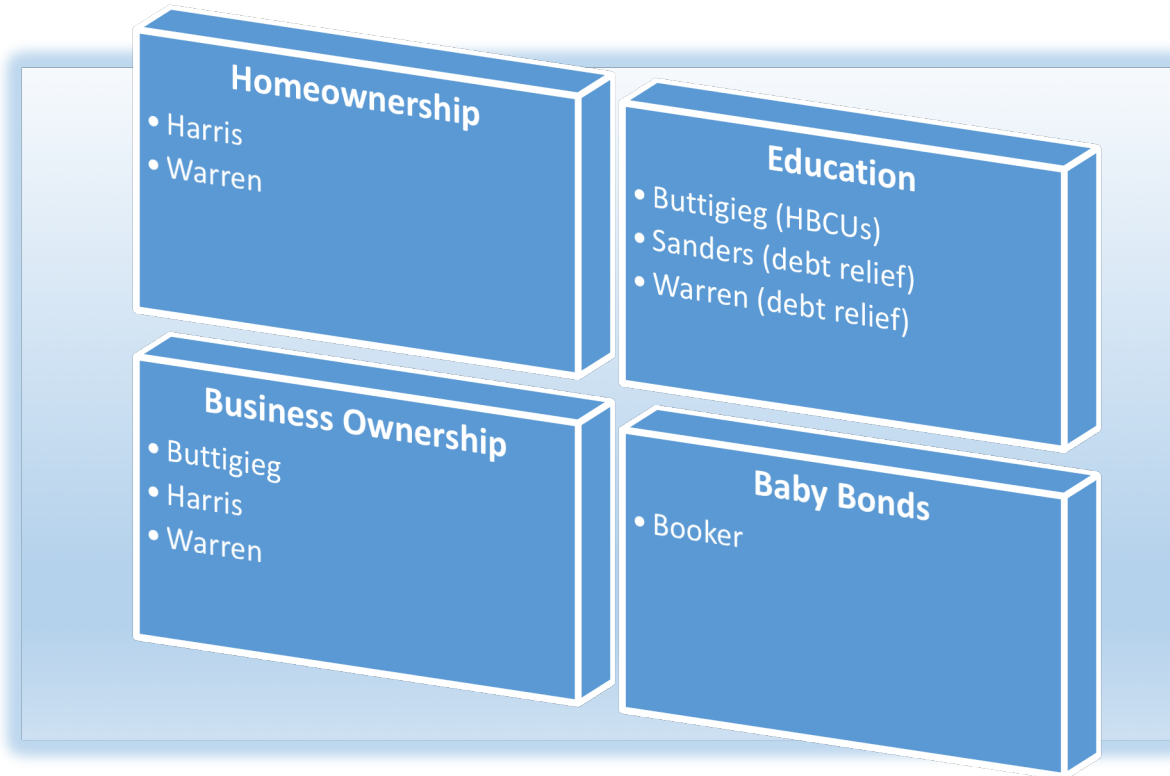 Homeownership
• Harris
• Warren
Education
• Buttigieg (HBCUs)
• Sanders (debt relief)
• Warren (debt relief)
Business Ownership
• Buttigieg
• Harris
• Warren
Baby Bonds
• Booker